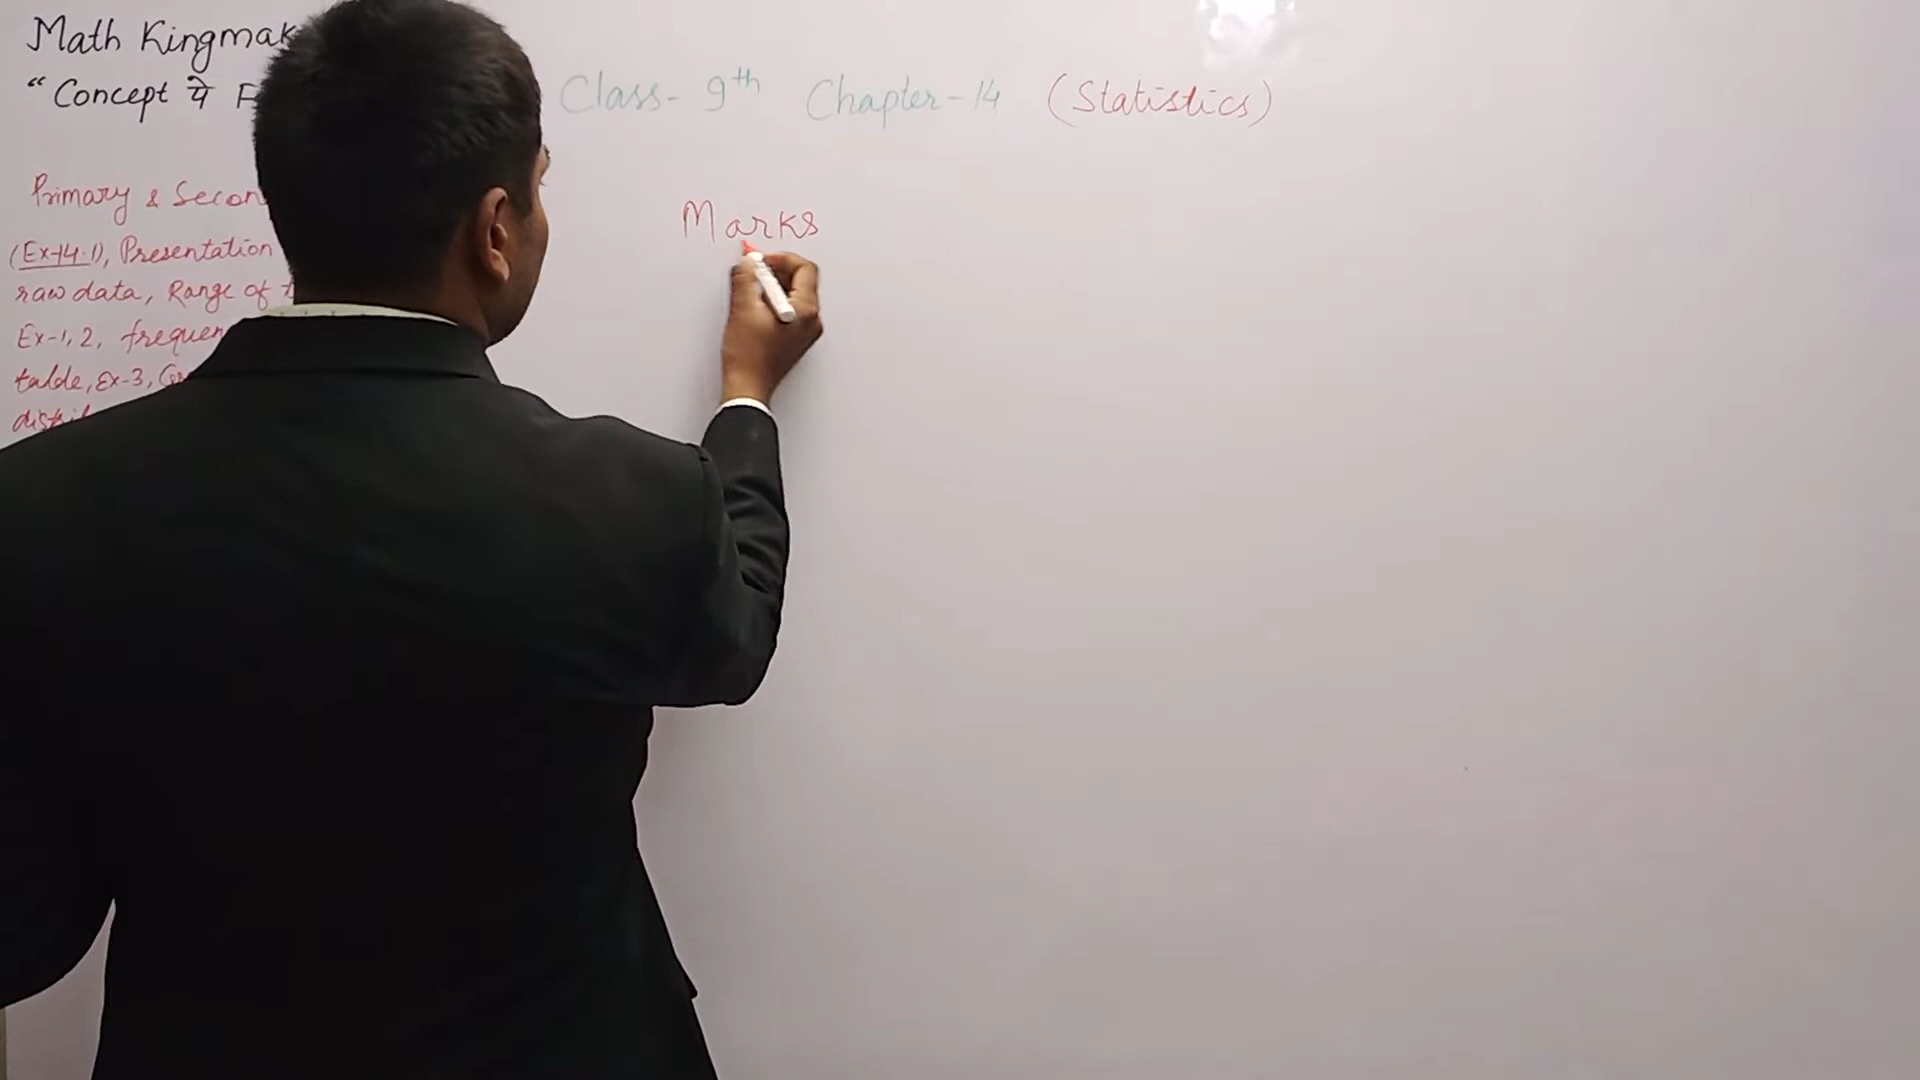 Math Kingmak
“Concept पे F
Class- 9th Chapter-14 (Statistics)
Primary & Secon
(Ex-14.1), Presentation
raw data, Range of
Ex-1, 2, frequen
table, Ex-3, Gr
distri
Marks